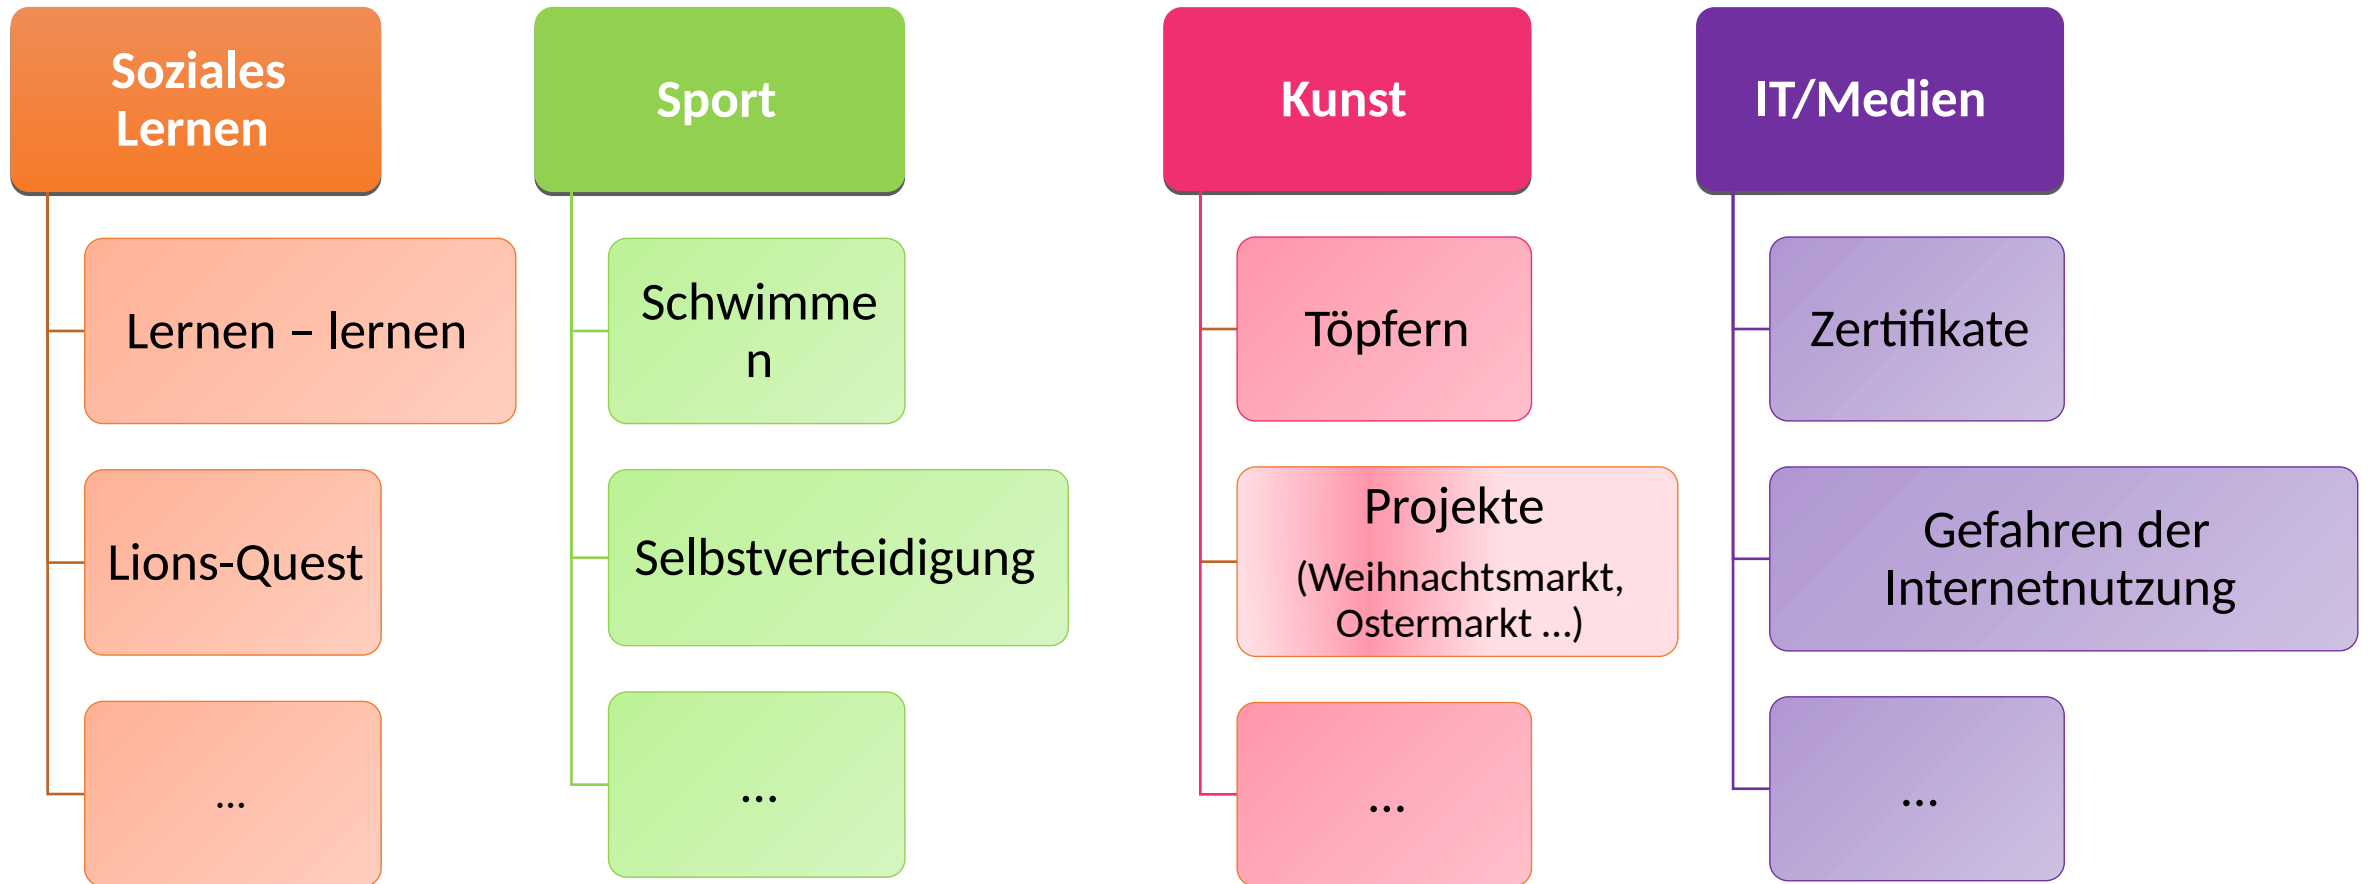 Soziales
Lernen
Lernen – lernen
Lions-Quest
...
Sport
Schwimme
n
Selbstverteidigung
...
Kunst
Töpfern
Projekte
(Weihnachtsmarkt,
Ostermarkt ...)
...
IT/Medien
Zertifikate
Gefahren der
Internetnutzung
...